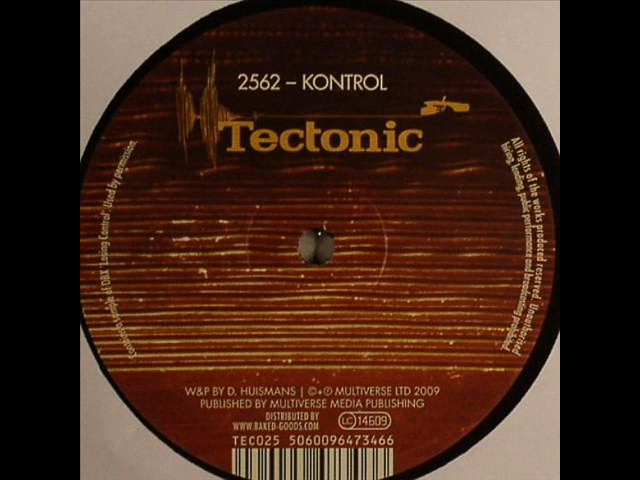 2562 – KONTROL
Tectonic
Contains sample of DBX "Losing Control". Used by permission.
All rights of the works produced reserved. Unauthorised
hiring, lending, public performance and broadcasting prohibited.
W&P BY D. HUISMANS | ©+℗ MULTIVERSE LTD 2009
PUBLISHED BY MULTIVERSE MEDIA PUBLISHING
DISTRIBUTED BY
WWW.BAKED-GOODS.COM
LC 14609
TEC025 5060096473466